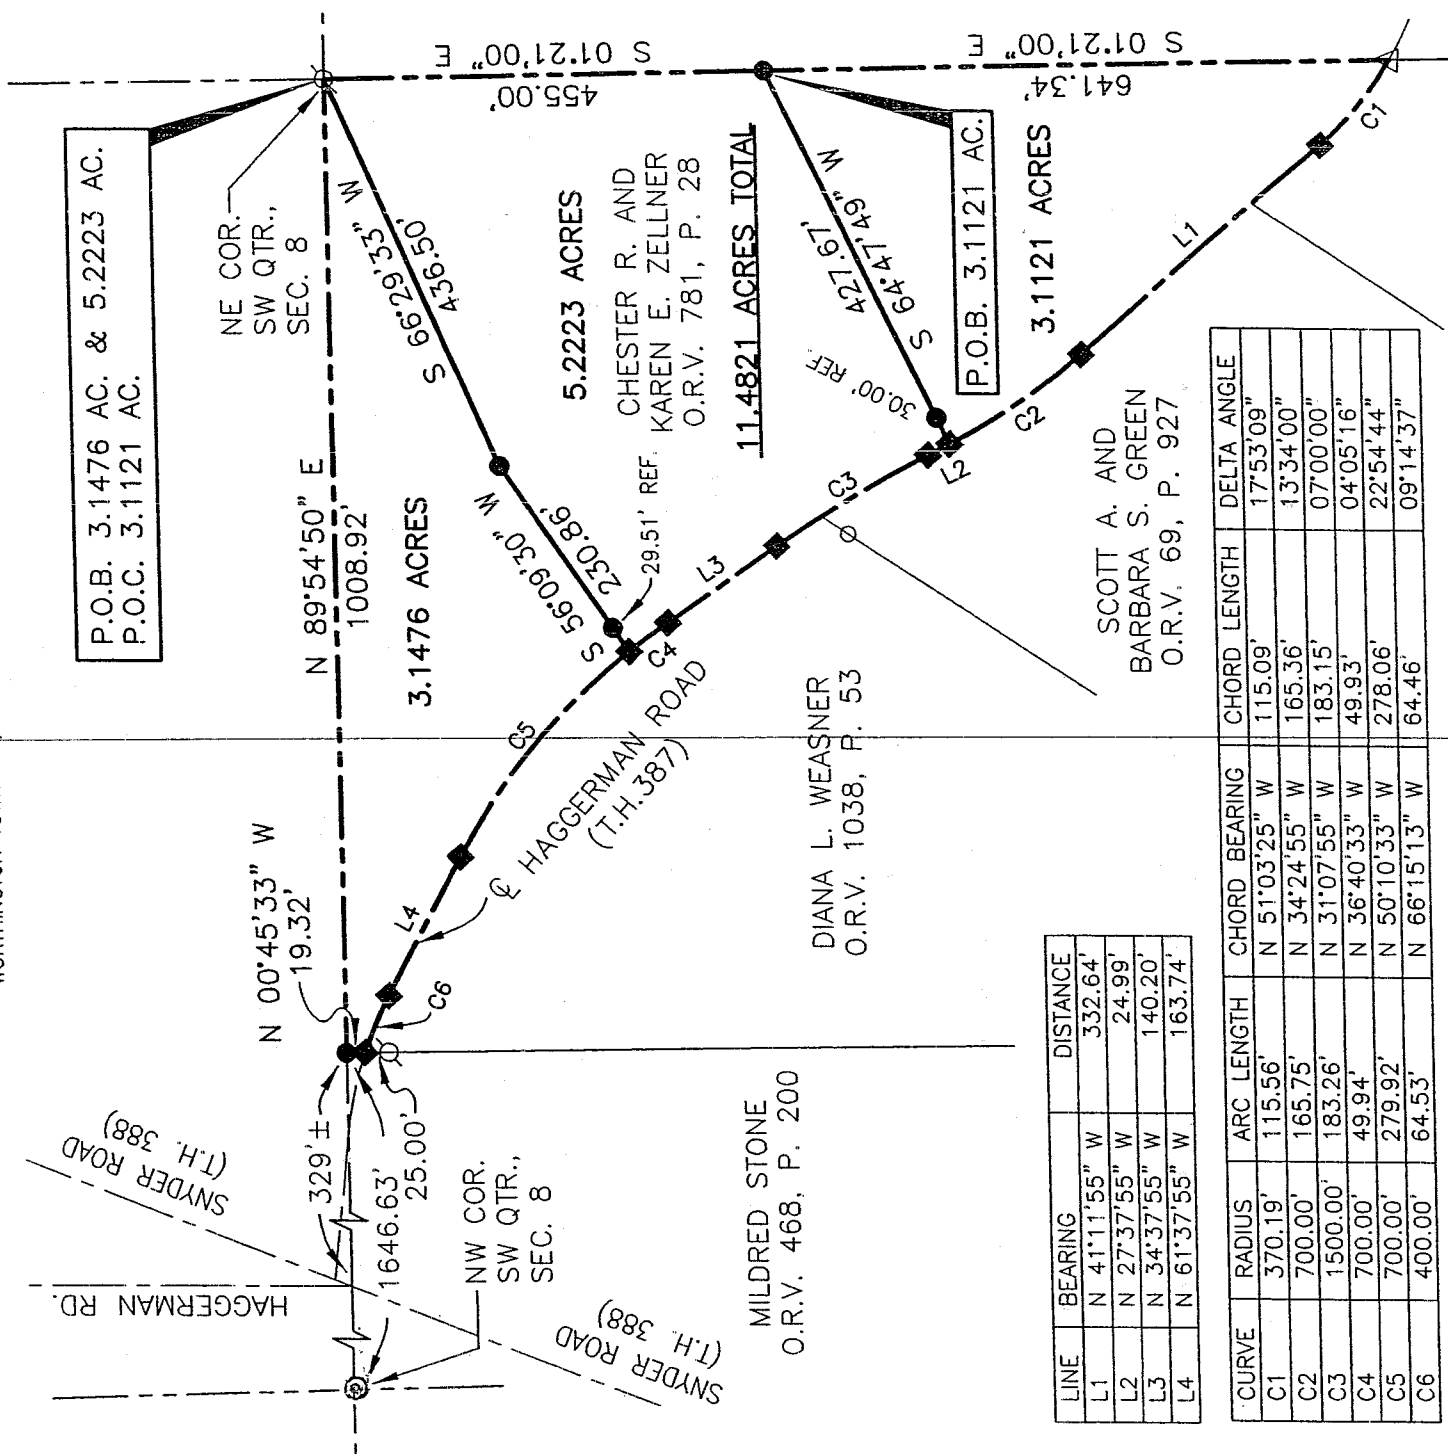 P.O.B. 3.1476 AC. & 5.2223 AC.
P.O.C. 3.1121 AC.
NE COR.
SW QTR.,
SEC. 8
N 89°54'50" E
1008.92'
S 01°21'00" E
455.00'
S 01°21'00" E
641.34'
S 66°29'33" W
436.50'
S 56°09'30" W
230.86'
29.51' REF.
3.1476 ACRES
5.2223 ACRES
CHESTER R. AND
KAREN E. ZELLNER
O.R.V. 781, P. 28
11.4821 ACRES TOTAL
S 64°47'49" W
427.67'
30.00' REF.
P.O.B. 3.1121 AC.
3.1121 ACRES
C1
L1
C2
L2
C3
L3
C4
C5
L4
C6
℄ HAGGERMAN ROAD
(T.H. 387)
N 00°45'33" W
19.32'
329'±
1646.63'
25.00'
SNYDER ROAD
(T.H. 388)
HAGGERMAN RD.
NW COR.
SW QTR.,
SEC. 8
SNYDER ROAD
(T.H. 388)
MILDRED STONE
O.R.V. 468, P. 200
DIANA L. WEASNER
O.R.V. 1038, P. 53
SCOTT A. AND
BARBARA S. GREEN
O.R.V. 69, P. 927
LINE BEARING DISTANCE
L1 N 41°11'55" W 332.64'
L2 N 27°37'55" W 24.99'
L3 N 34°37'55" W 140.20'
L4 N 61°37'55" W 163.74'
CURVE RADIUS ARC LENGTH CHORD BEARING CHORD LENGTH DELTA ANGLE
C1 370.19' 115.56' N 51°03'25" W 115.09' 17°53'09"
C2 700.00' 165.75' N 34°24'55" W 165.36' 13°34'00"
C3 1500.00' 183.26' N 31°07'55" W 183.15' 07°00'00"
C4 700.00' 49.94' N 36°40'33" W 49.93' 04°05'16"
C5 700.00' 279.92' N 50°10'33" W 278.06' 22°54'44"
C6 400.00' 64.53' N 66°15'13" W 64.46' 09°14'37"